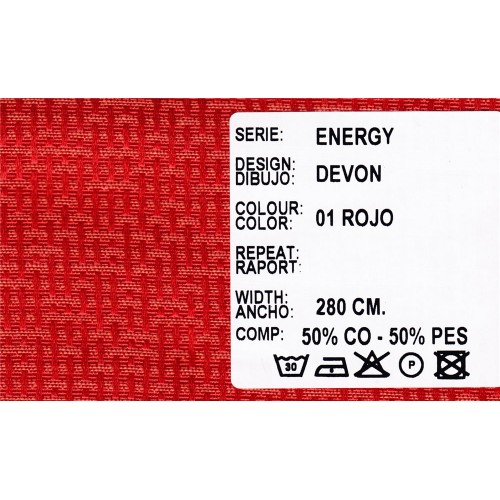 SERIE: ENERGY
DESIGN:
DIBUJO: DEVON
COLOUR:
COLOR: 01 ROJO
REPEAT:
RAPORT:
WIDTH:
ANCHO: 280 CM.
COMP: 50% CO - 50% PES
30 P